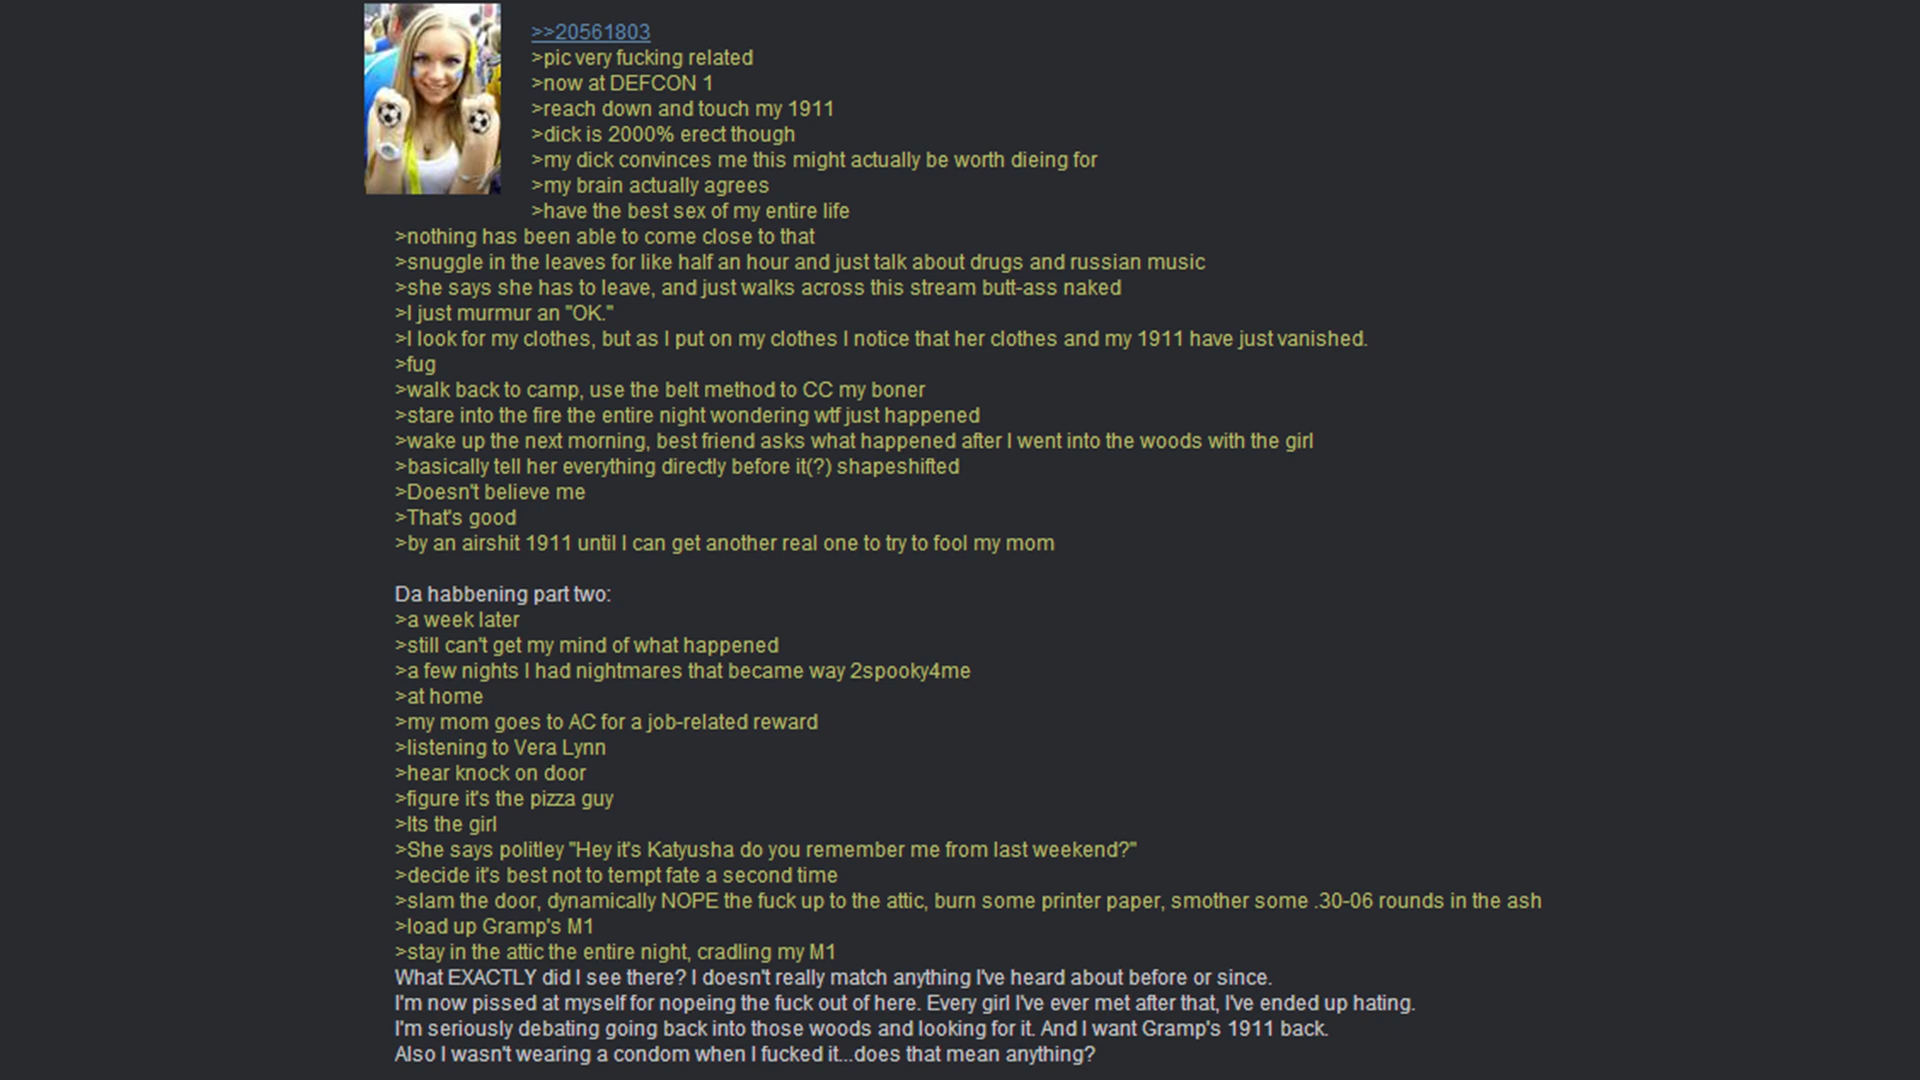 >>20561803
>pic very fucking related
>now at DEFCON 1
>reach down and touch my 1911
>dick is 2000% erect though
>my dick convinces me this might actually be worth dieing for
>my brain actually agrees
>have the best sex of my entire life
>nothing has been able to come close to that
>snuggle in the leaves for like half an hour and just talk about drugs and russian music
>she says she has to leave, and just walks across this stream butt-ass naked
>I just murmur an "OK."
>I look for my clothes, but as I put on my clothes I notice that her clothes and my 1911 have just vanished.
>fug
>walk back to camp, use the belt method to CC my boner
>stare into the fire the entire night wondering wtf just happened
>wake up the next morning, best friend asks what happened after I went into the woods with the girl
>basically tell her everything directly before it(?) shapeshifted
>Doesn't believe me
>That's good
>by an airshit 1911 until I can get another real one to try to fool my mom
Da habbening part two:
>a week later
>still can't get my mind of what happened
>a few nights I had nightmares that became way 2spooky4me
>at home
>my mom goes to AC for a job-related reward
>listening to Vera Lynn
>hear knock on door
>figure it's the pizza guy
>Its the girl
>She says politley "Hey it's Katyusha do you remember me from last weekend?"
>decide it's best not to tempt fate a second time
>slam the door, dynamically NOPE the fuck up to the attic, burn some printer paper, smother some .30-06 rounds in the ash
>load up Gramp's M1
>stay in the attic the entire night, cradling my M1
What EXACTLY did I see there? I doesn't really match anything I've heard about before or since.
I'm now pissed at myself for nopeing the fuck out of here. Every girl I've ever met after that, I've ended up hating.
I'm seriously debating going back into those woods and looking for it. And I want Gramp's 1911 back.
Also I wasn't wearing a condom when I fucked it...does that mean anything?